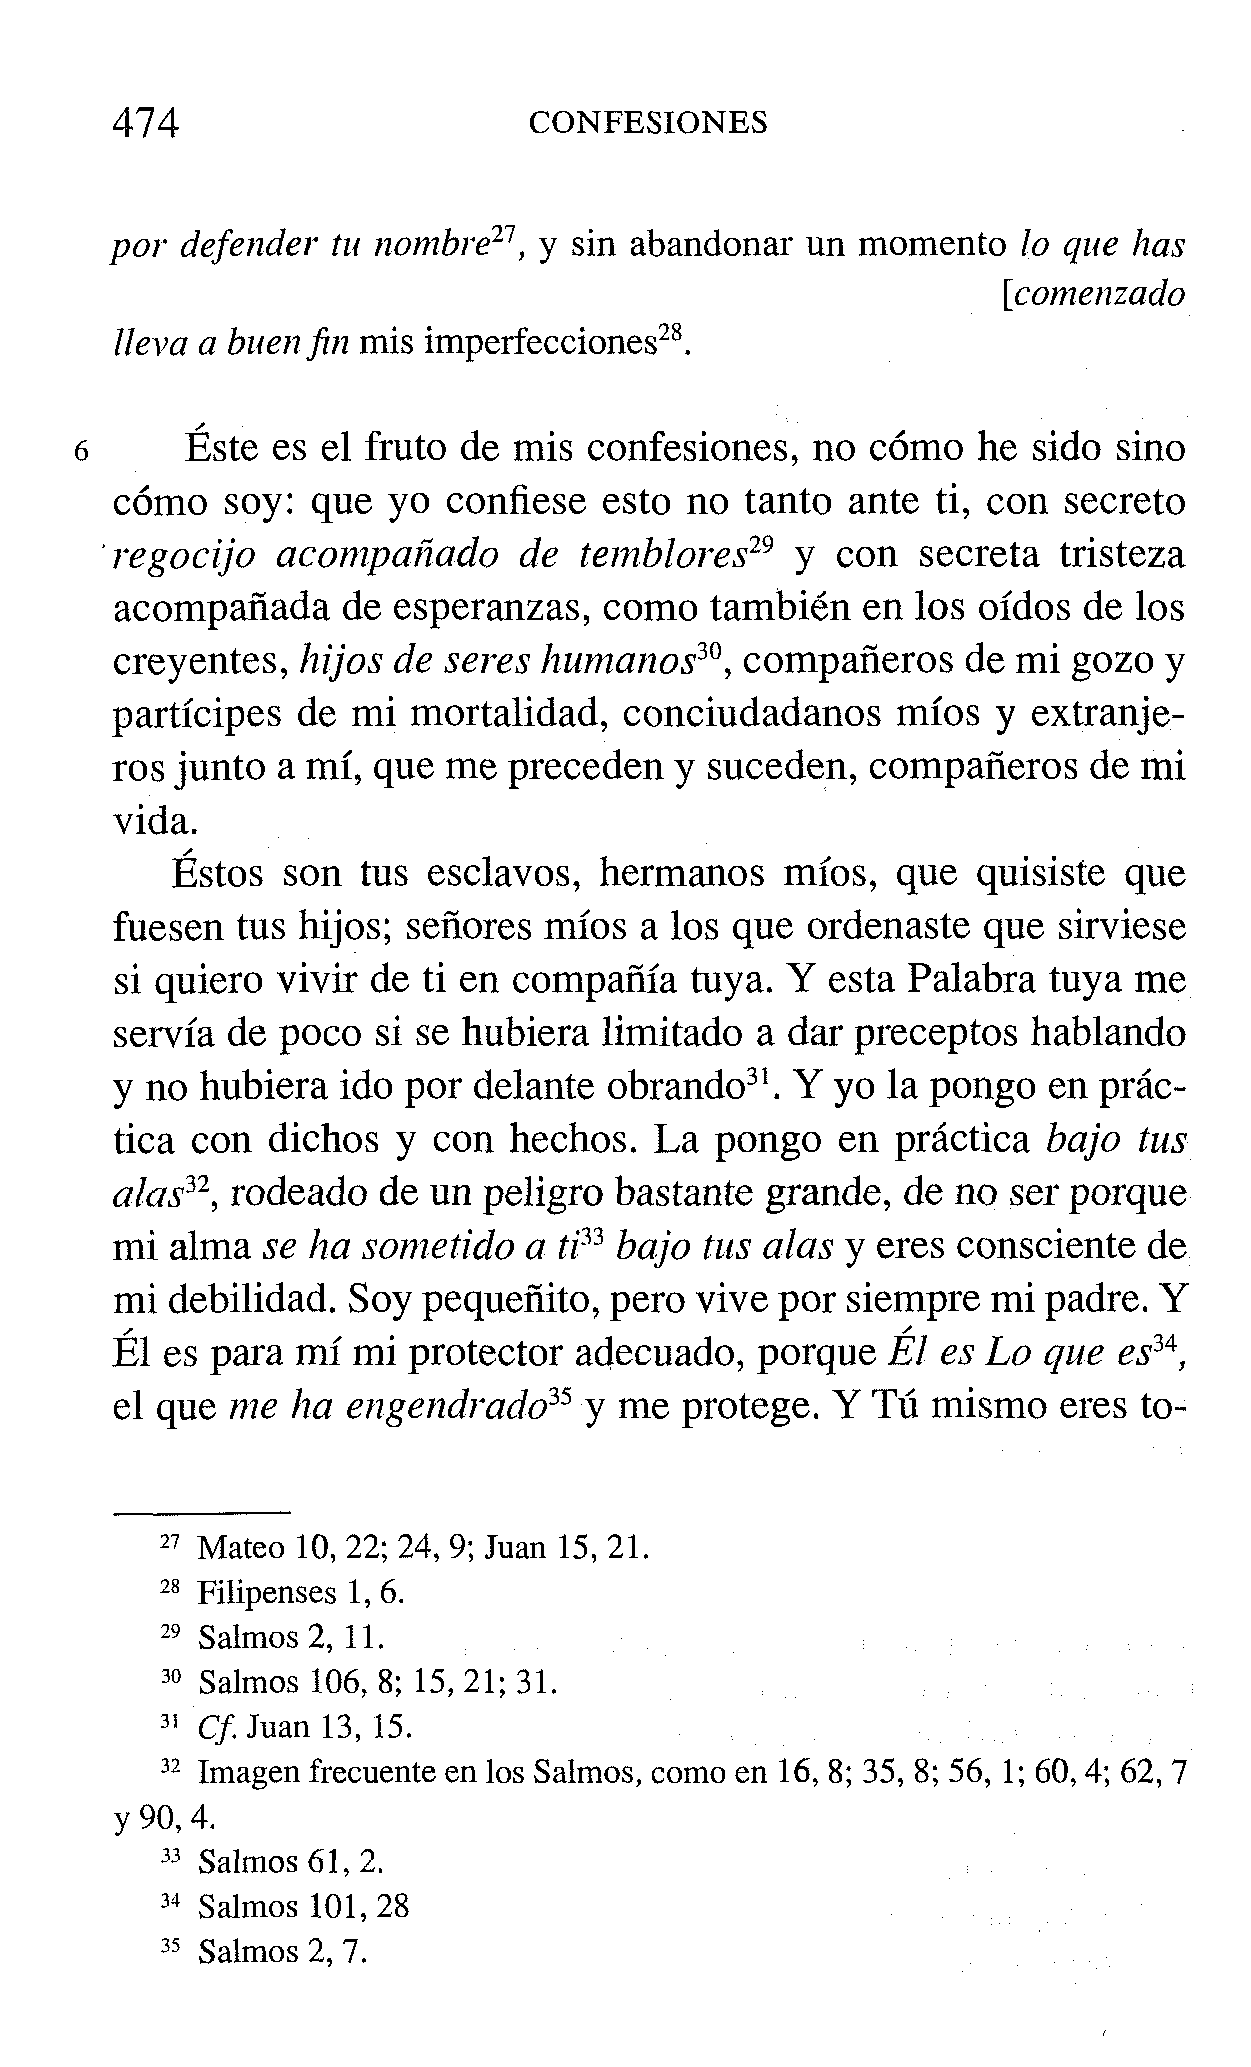 474 CONFESIONES
por defender tu nombre²⁷, y sin abandonar un momento lo que has
[comenzado
lleva a buen fin mis imperfecciones²⁸.
6 Éste es el fruto de mis confesiones, no cómo he sido sino
cómo soy: que yo confiese esto no tanto ante ti, con secreto
regocijo acompañado de temblores²⁹ y con secreta tristeza
acompañada de esperanzas, como también en los oídos de los
creyentes, hijos de seres humanos³⁰, compañeros de mi gozo y
partícipes de mi mortalidad, conciudadanos míos y extranje-
ros junto a mí, que me preceden y suceden, compañeros de mi
vida.
Éstos son tus esclavos, hermanos míos, que quisiste que
fuesen tus hijos; señores míos a los que ordenaste que sirviese
si quiero vivir de ti en compañía tuya. Y esta Palabra tuya me
servía de poco si se hubiera limitado a dar preceptos hablando
y no hubiera ido por delante obrando³¹. Y yo la pongo en prác-
tica con dichos y con hechos. La pongo en práctica bajo tus
alas³², rodeado de un peligro bastante grande, de no ser porque
mi alma se ha sometido a ti³³ bajo tus alas y eres consciente de
mi debilidad. Soy pequeñito, pero vive por siempre mi padre. Y
Él es para mí mi protector adecuado, porque Él es Lo que es³⁴,
el que me ha engendrado³⁵ y me protege. Y Tú mismo eres to-
²⁷ Mateo 10, 22; 24, 9; Juan 15, 21.
²⁸ Filipenses 1, 6.
²⁹ Salmos 2, 11.
³⁰ Salmos 106, 8; 15, 21; 31.
³¹ Cf. Juan 13, 15.
³² Imagen frecuente en los Salmos, como en 16, 8; 35, 8; 56, 1; 60, 4; 62, 7
y 90, 4.
³³ Salmos 61, 2.
³⁴ Salmos 101, 28
³⁵ Salmos 2, 7.